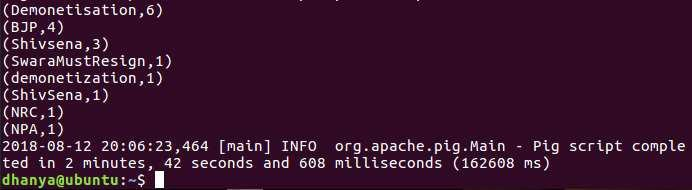 (Demonetisation,6)
(BJP,4)
(Shivsena,3)
(SwaraMustResign,1)
(demonetization,1)
(ShivSena,1)
(NRC,1)
(NPA,1)
2018-08-12 20:06:23,464 [main] INFO  org.apache.pig.Main - Pig script comple
ted in 2 minutes, 42 seconds and 608 milliseconds (162608 ms)
dhanya@ubuntu:~$